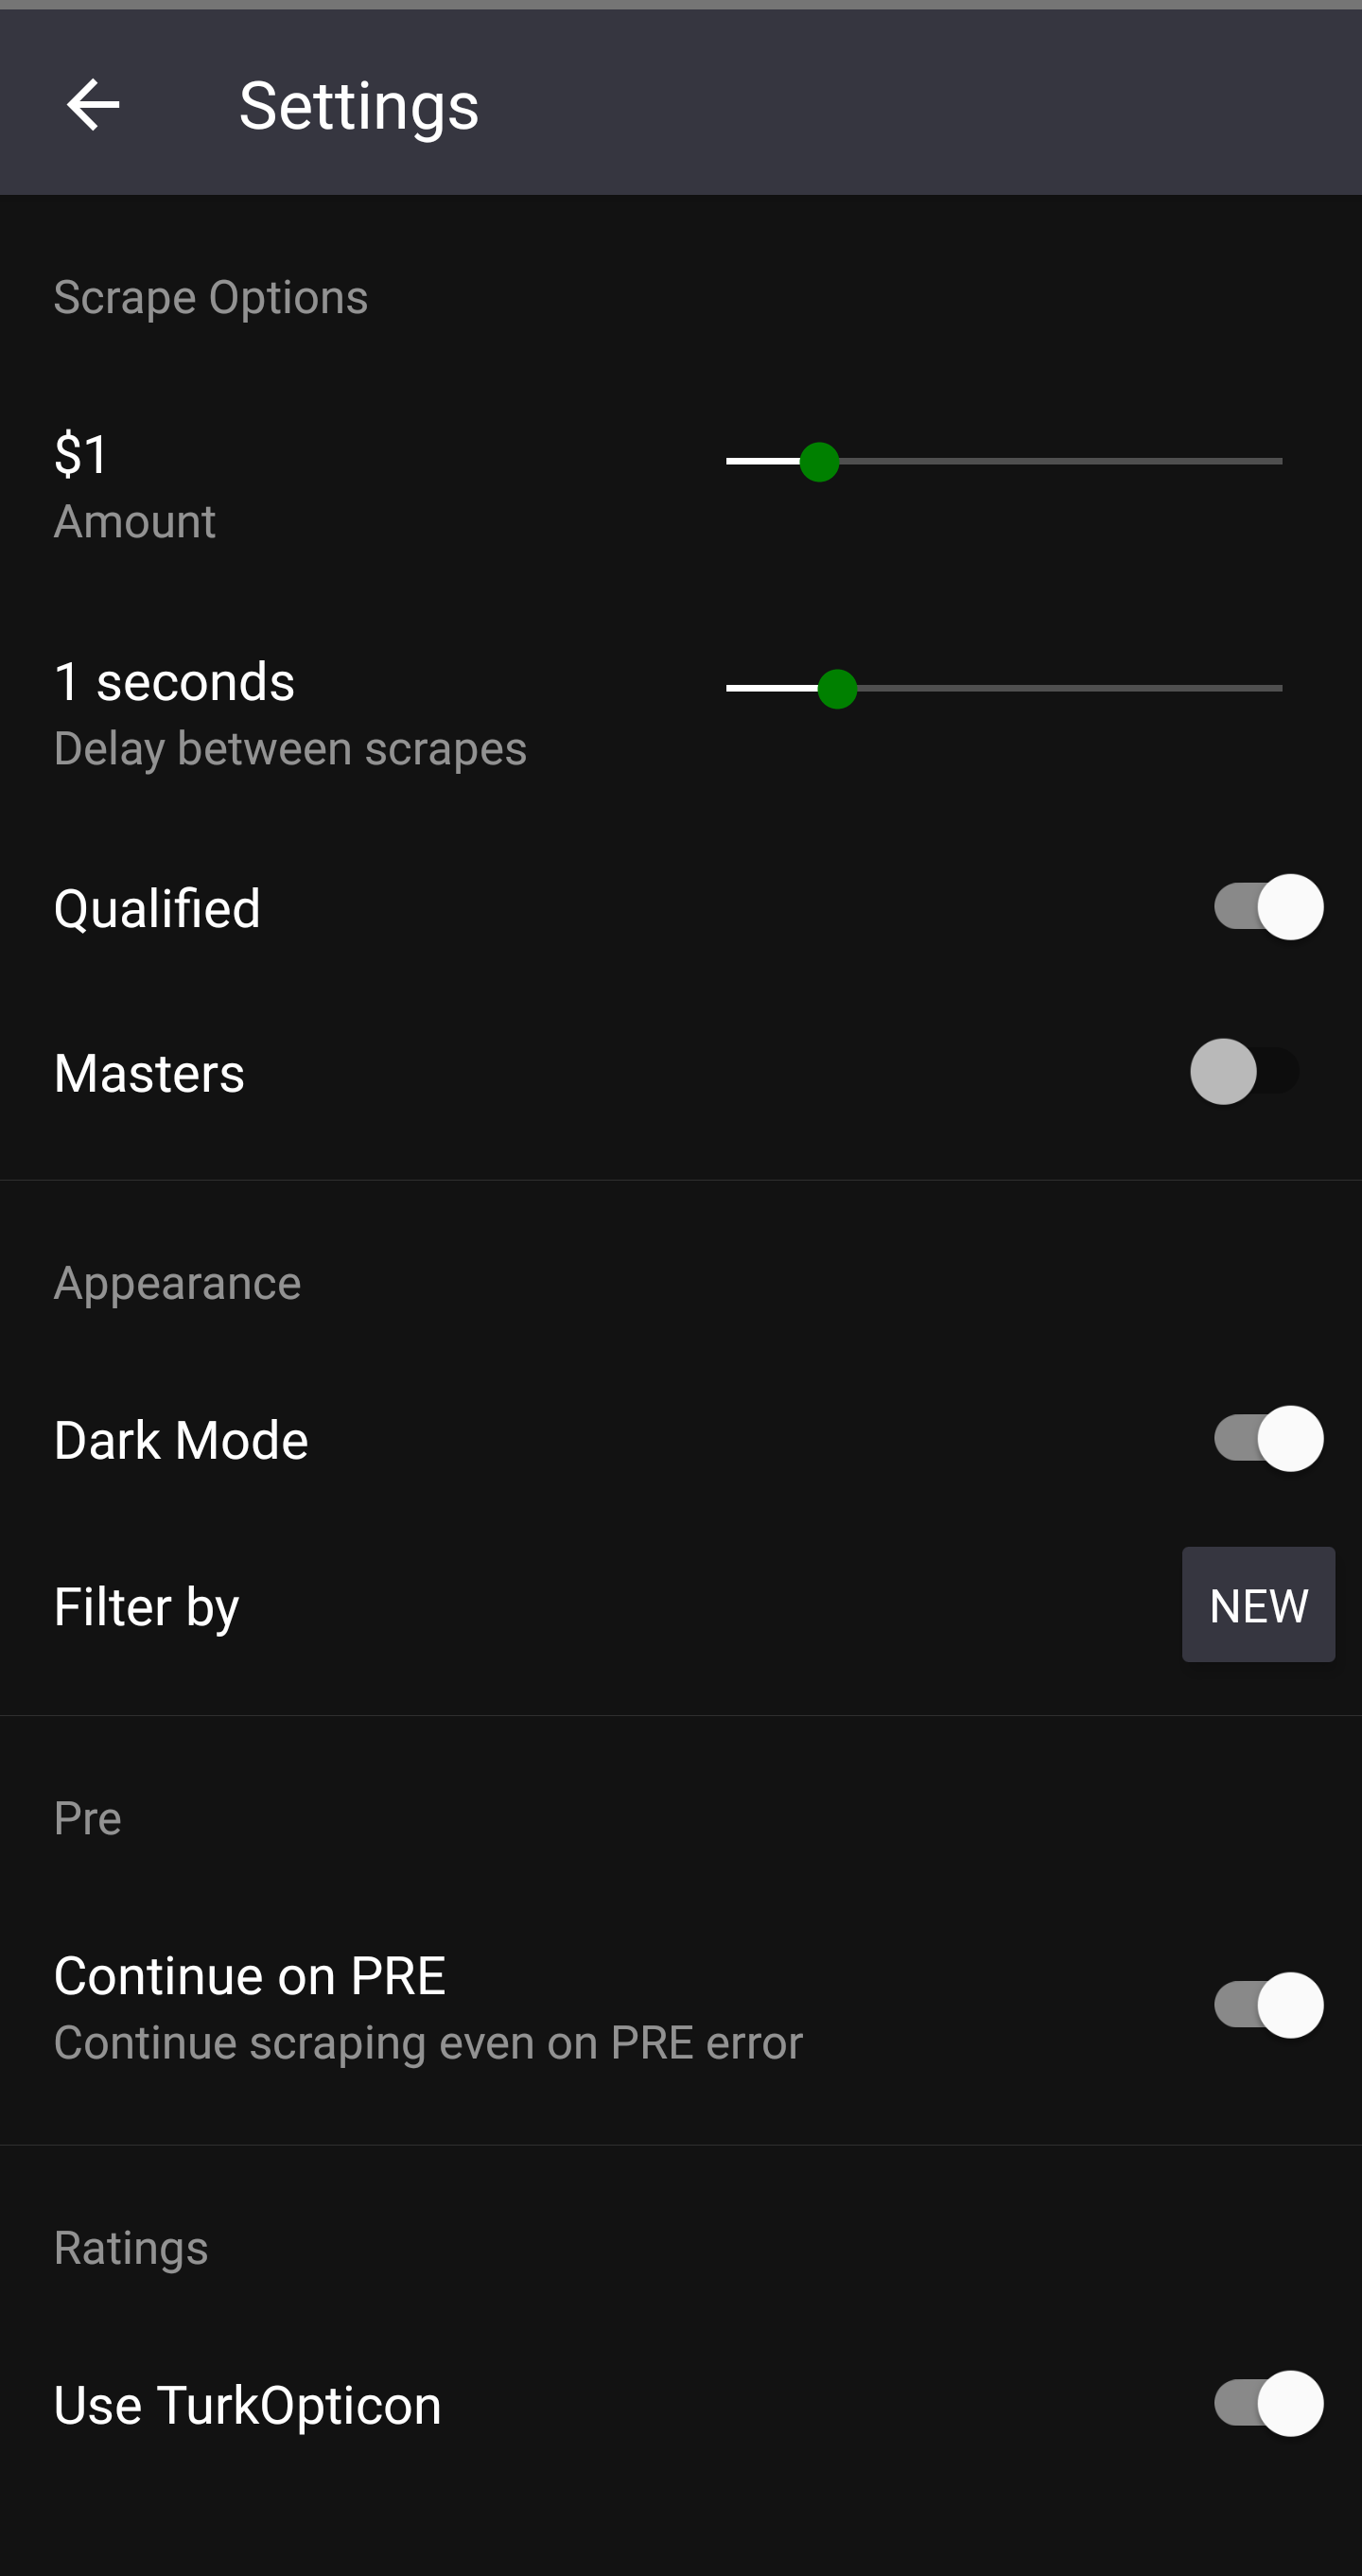 Settings
Scrape Options
$1
Amount
1 seconds
Delay between scrapes
Qualified
Masters
Appearance
Dark Mode
Filter by
NEW
Pre
Continue on PRE
Continue scraping even on PRE error
Ratings
Use TurkOpticon